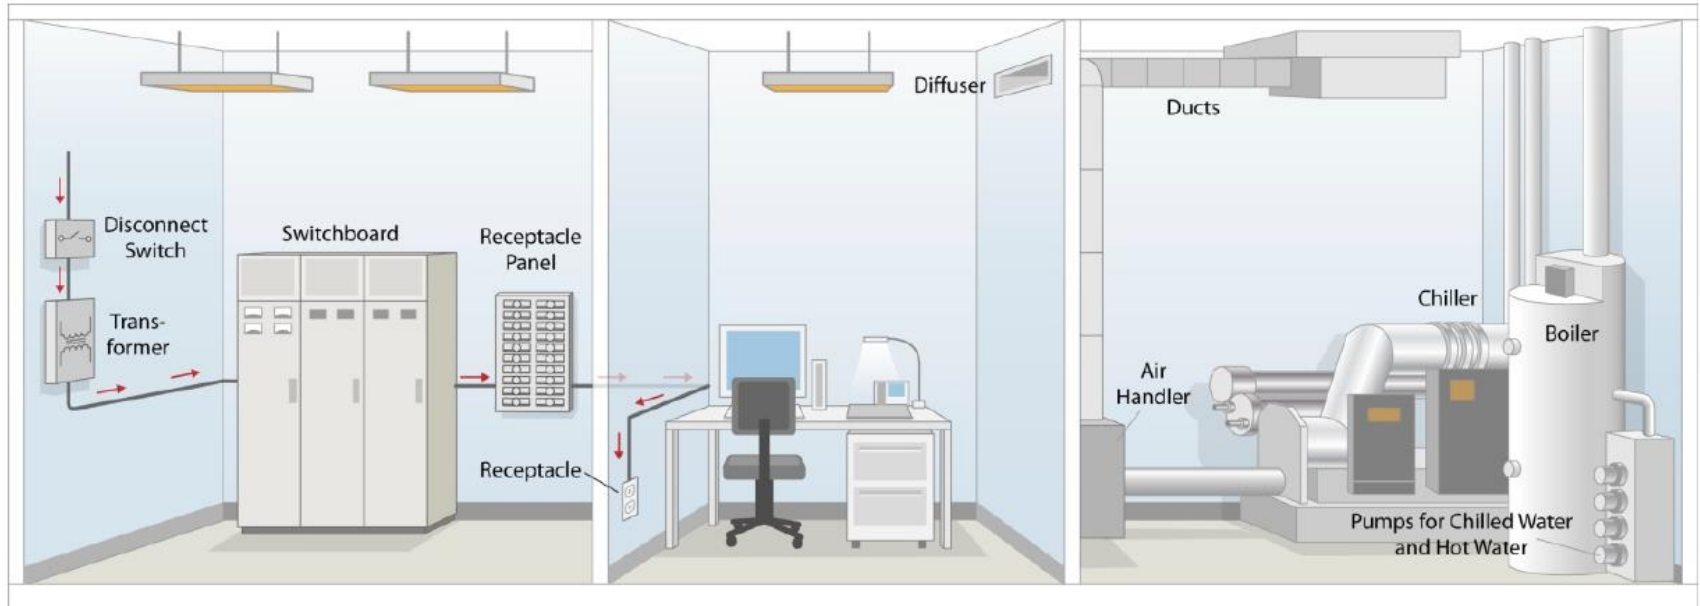 Disconnect
Switch
Trans-
former
Switchboard
Receptacle
Panel
Receptacle
Diffuser
Ducts
Air
Handler
Chiller
Boiler
Pumps for Chilled Water
and Hot Water